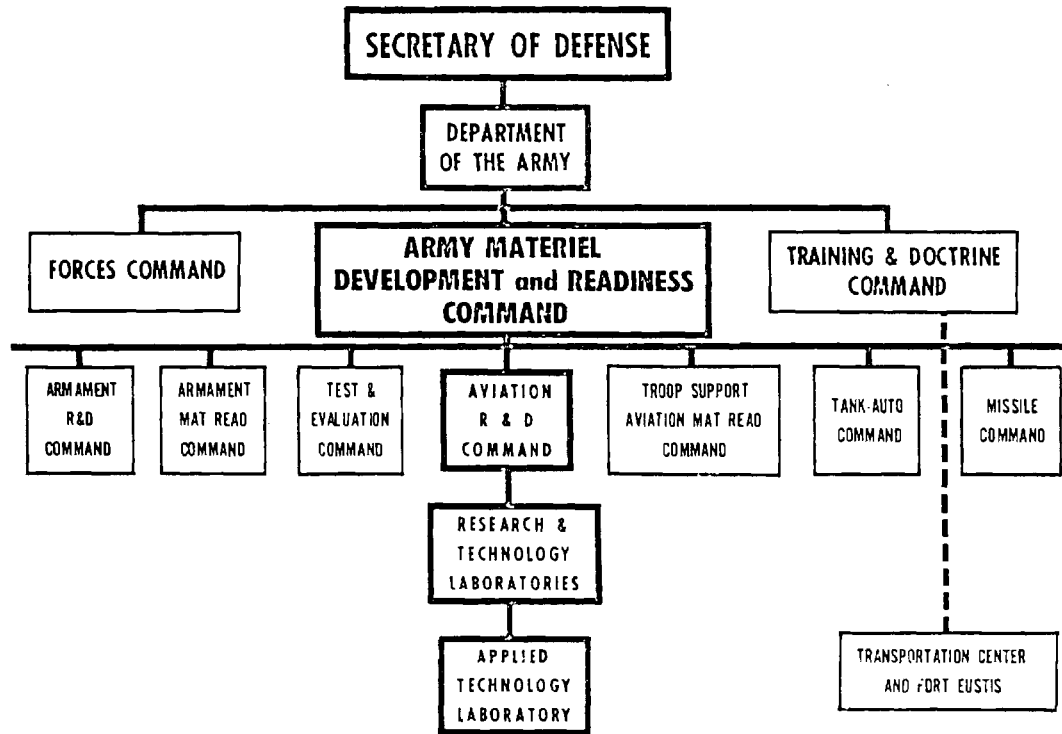 SECRETARY OF DEFENSE
DEPARTMENT
OF THE ARMY
FORCES COMMAND
ARMY MATERIEL
DEVELOPMENT and READINESS
COMMAND
TRAINING & DOCTRINE
COMMAND
ARMAMENT
R&D
COMMAND
ARMAMENT
MAT READ
COMMAND
TEST &
EVALUATION
COMMAND
AVIATION
R & D
COMMAND
TROOP SUPPORT
AVIATION MAT READ
COMMAND
TANK-AUTO
COMMAND
MISSILE
COMMAND
RESEARCH &
TECHNOLOGY
LABORATORIES
APPLIED
TECHNOLOGY
LABORATORY
TRANSPORTATION CENTER
AND FORT EUSTIS